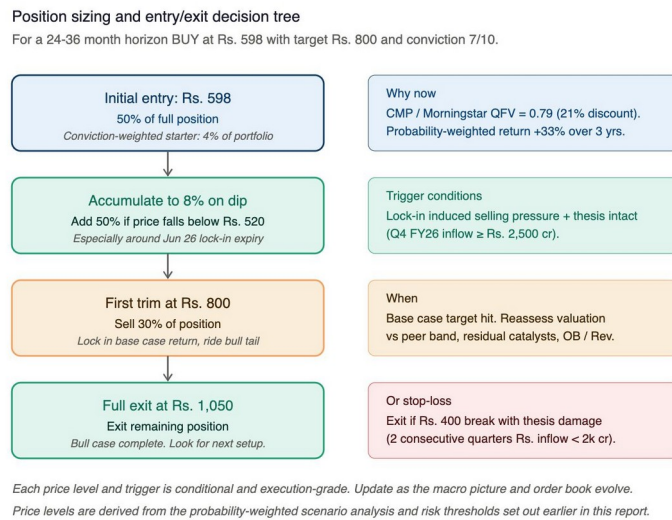 Position sizing and entry/exit decision tree
For a 24-36 month horizon BUY at Rs. 598 with target Rs. 800 and conviction 7/10.
Initial entry: Rs. 598
50% of full position
Conviction-weighted starter: 4% of portfolio
Why now
CMP / Morningstar QFV = 0.79 (21% discount).
Probability-weighted return +33% over 3 yrs.
Accumulate to 8% on dip
Add 50% if price falls below Rs. 520
Especially around Jun 26 lock-in expiry
Trigger conditions
Lock-in induced selling pressure + thesis intact
(Q4 FY26 inflow ≥ Rs. 2,500 cr).
First trim at Rs. 800
Sell 30% of position
Lock in base case return, ride bull tail
When
Base case target hit. Reassess valuation
vs peer band, residual catalysts, OB / Rev.
Full exit at Rs. 1,050
Exit remaining position
Bull case complete. Look for next setup.
Or stop-loss
Exit if Rs. 400 break with thesis damage
(2 consecutive quarters Rs. inflow < 2k cr).
Each price level and trigger is conditional and execution-grade. Update as the macro picture and order book evolve.
Price levels are derived from the probability-weighted scenario analysis and risk thresholds set out earlier in this report.